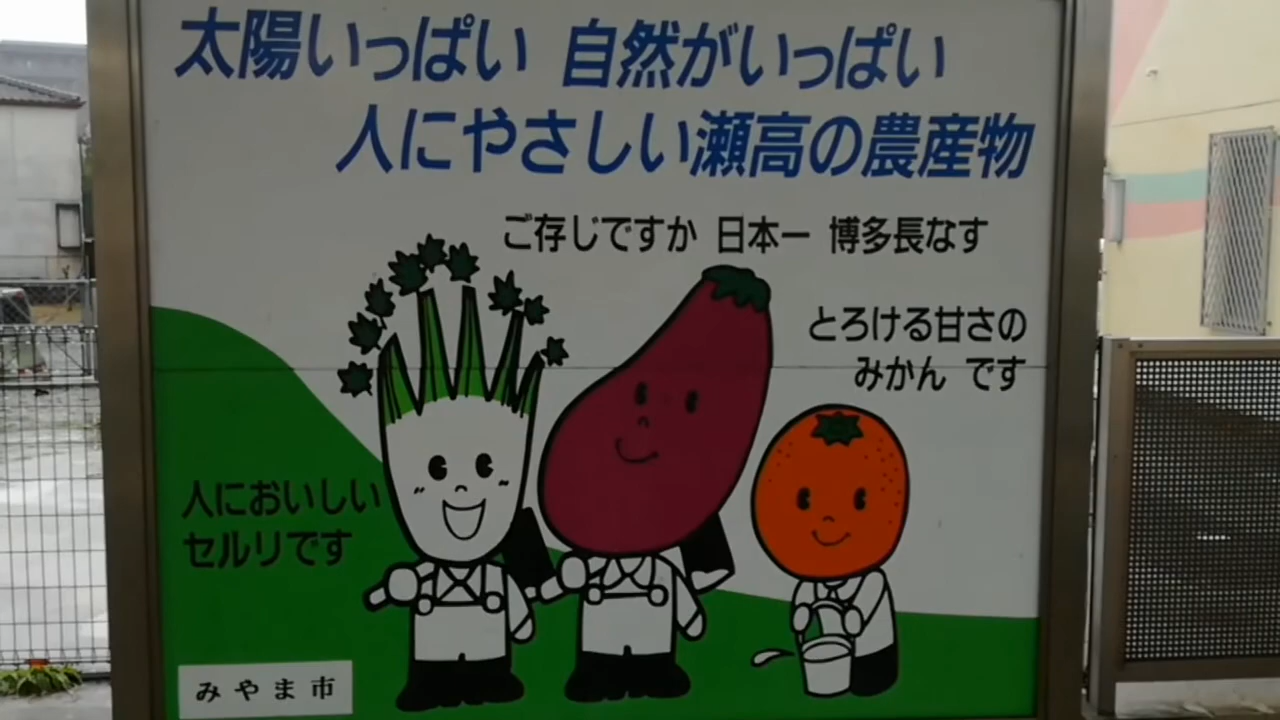 太陽いっぱい 自然がいっぱい
人にやさしい瀬高の農産物
ご存じですか 日本一 博多長なす
とろける甘さの
みかん です
人においしい
セルリです
みやま市